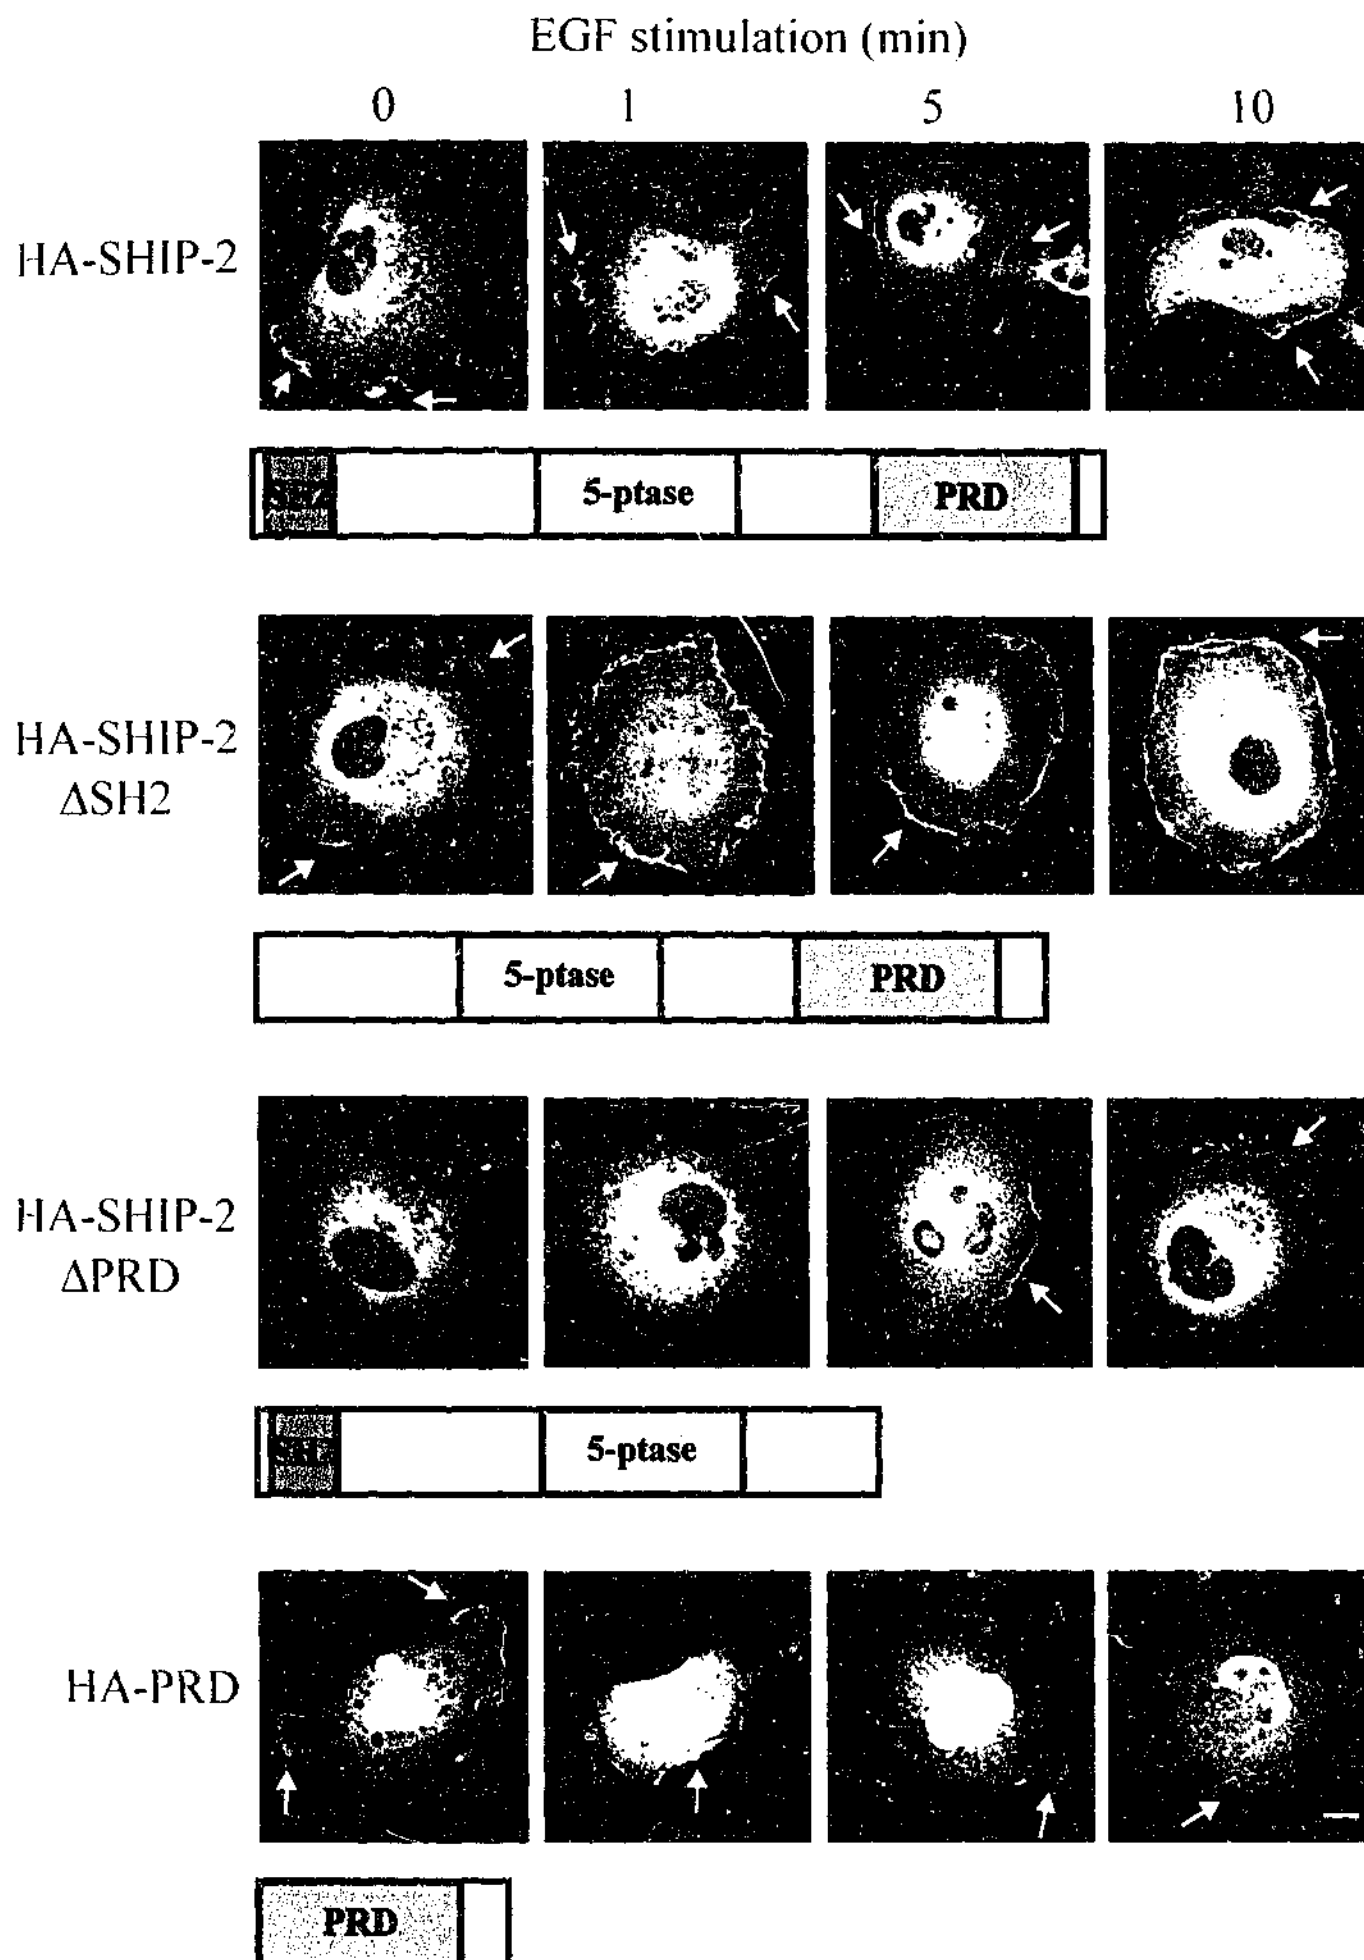 EGF stimulation (min)
0 1 5 10
HA-SHIP-2
SH2 5-ptase PRD
HA-SHIP-2
ΔSH2
5-ptase PRD
HA-SHIP-2
ΔPRD
5-ptase
HA-PRD
PRD